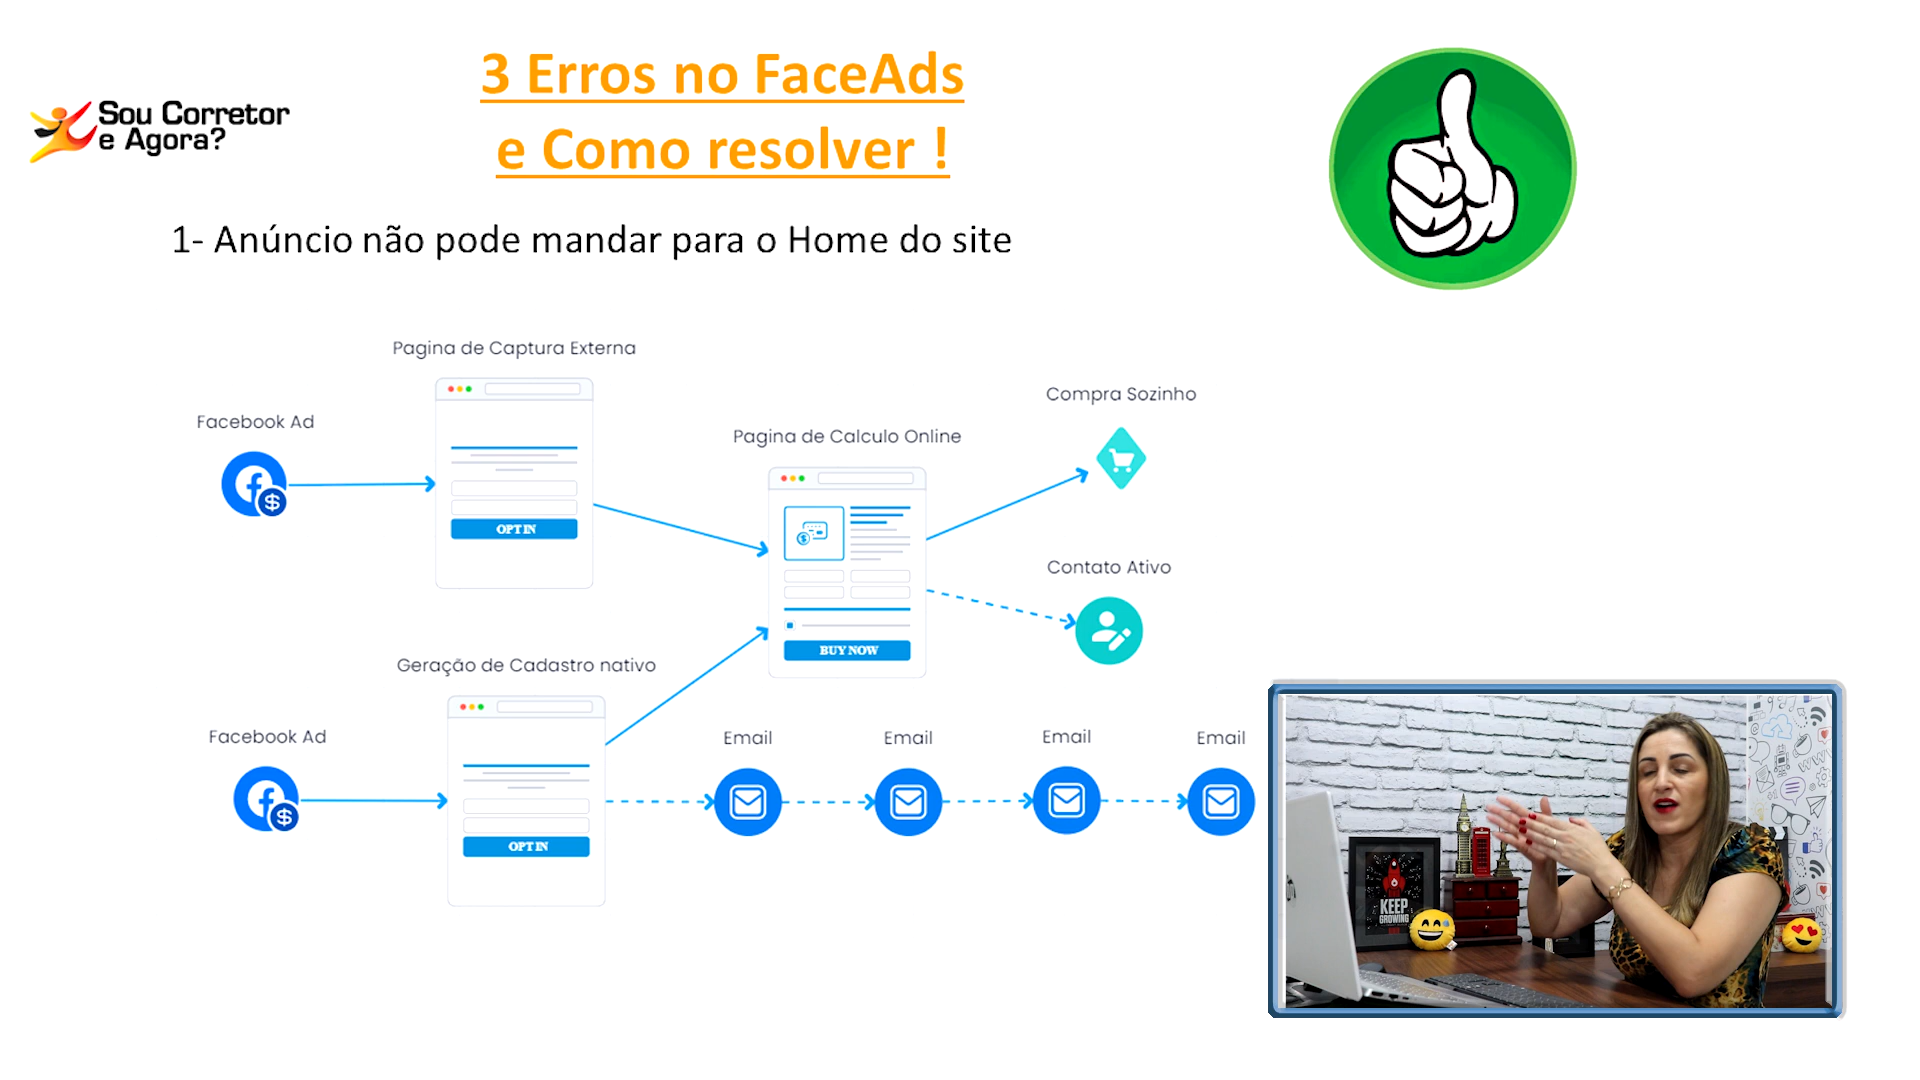 3 Erros no FaceAds
e Como resolver !
Sou Corretor
e Agora?
1- Anúncio não pode mandar para o Home do site
Pagina de Captura Externa
Facebook Ad
OPT IN
Pagina de Calculo Online
BUY NOW
Compra Sozinho
Contato Ativo
Geração de Cadastro nativo
Facebook Ad
OPT IN
Email
Email
Email
Email
KEEP
GROWING